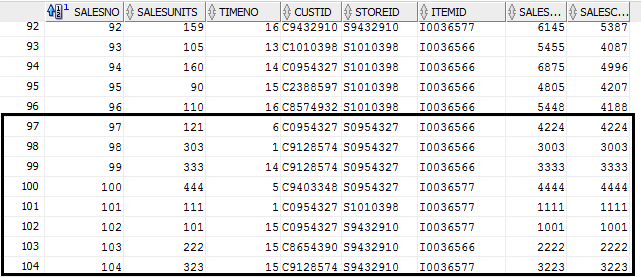 SALESNO SALESUNITS TIMENO CUSTID STOREID ITEMID SALES... SALESC...
92 92 159 16 C9432910 S9432910 I0036577 6145 5387
93 93 105 13 C1010398 S1010398 I0036566 5455 4087
94 94 160 14 C0954327 S1010398 I0036566 6875 4996
95 95 90 15 C2388597 S1010398 I0036566 4805 4207
96 96 110 16 C8574932 S1010398 I0036566 5448 4188
97 97 121 6 C0954327 S0954327 I0036566 4224 4224
98 98 303 1 C9128574 S0954327 I0036566 3003 3003
99 99 333 14 C9128574 S0954327 I0036566 3333 3333
100 100 444 5 C9403348 S0954327 I0036577 4444 4444
101 101 111 1 C0954327 S0954327 I0036577 1111 1111
102 102 101 15 C0954327 S9432910 I0036577 1001 1001
103 103 222 15 C8654390 S9432910 I0036566 2222 2222
104 104 323 15 C9128574 S9432910 I0036577 3223 3223